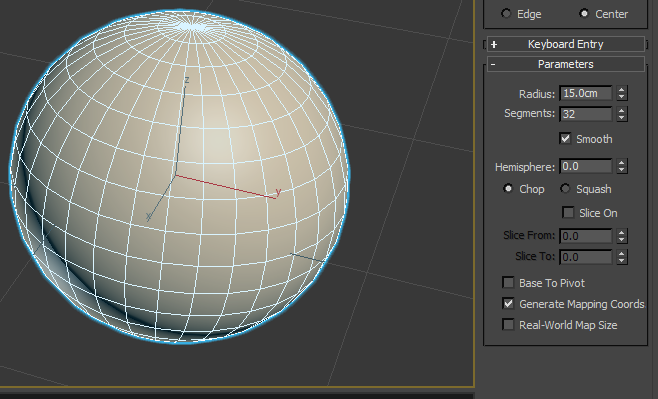 Edge Center
+ Keyboard Entry
- Parameters
Radius: 15.0cm
Segments: 32
Smooth
Hemisphere: 0.0
Chop Squash
Slice On
Slice From: 0.0
Slice To: 0.0
Base To Pivot
Generate Mapping Coords
Real-World Map Size
z
y
x